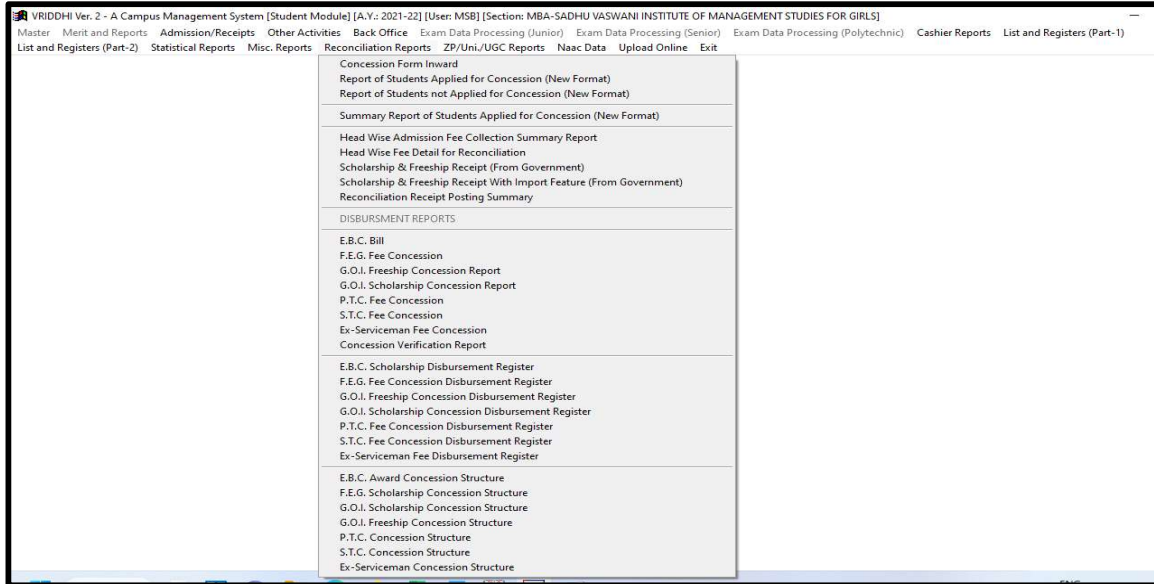 VRIDDHI Ver. 2 - A Campus Management System [Student Module] [A.Y.: 2021-22] [User: MSB] [Section: MBA-SADHU VASWANI INSTITUTE OF MANAGEMENT STUDIES FOR GIRLS]
Master Merit and Reports Admission/Receipts Other Activities Back Office Exam Data Processing (Junior) Exam Data Processing (Senior) Exam Data Processing (Polytechnic) Cashier Reports List and Registers (Part-1)
List and Registers (Part-2) Statistical Reports Misc. Reports Reconciliation Reports ZP/Uni./UGC Reports Naac Data Upload Online Exit
Concession Form Inward
Report of Students Applied for Concession (New Format)
Report of Students not Applied for Concession (New Format)
Summary Report of Students Applied for Concession (New Format)
Head Wise Admission Fee Collection Summary Report
Head Wise Fee Detail for Reconciliation
Scholarship & Freeship Receipt (From Government)
Scholarship & Freeship Receipt With Import Feature (From Government)
Reconciliation Receipt Posting Summary
DISBURSMENT REPORTS
E.B.C. Bill
F.E.G. Fee Concession
G.O.I. Freeship Concession Report
G.O.I. Scholarship Concession Report
P.T.C. Fee Concession
S.T.C. Fee Concession
Ex-Serviceman Fee Concession
Concession Verification Report
E.B.C. Scholarship Disbursement Register
F.E.G. Fee Concession Disbursement Register
G.O.I. Freeship Concession Disbursement Register
G.O.I. Scholarship Concession Disbursement Register
P.T.C. Fee Concession Disbursement Register
S.T.C. Fee Concession Disbursement Register
Ex-Serviceman Fee Disbursement Register
E.B.C. Award Concession Structure
F.E.G. Scholarship Concession Structure
G.O.I. Scholarship Concession Structure
G.O.I. Freeship Concession Structure
P.T.C. Concession Structure
S.T.C. Concession Structure
Ex-Serviceman Concession Structure